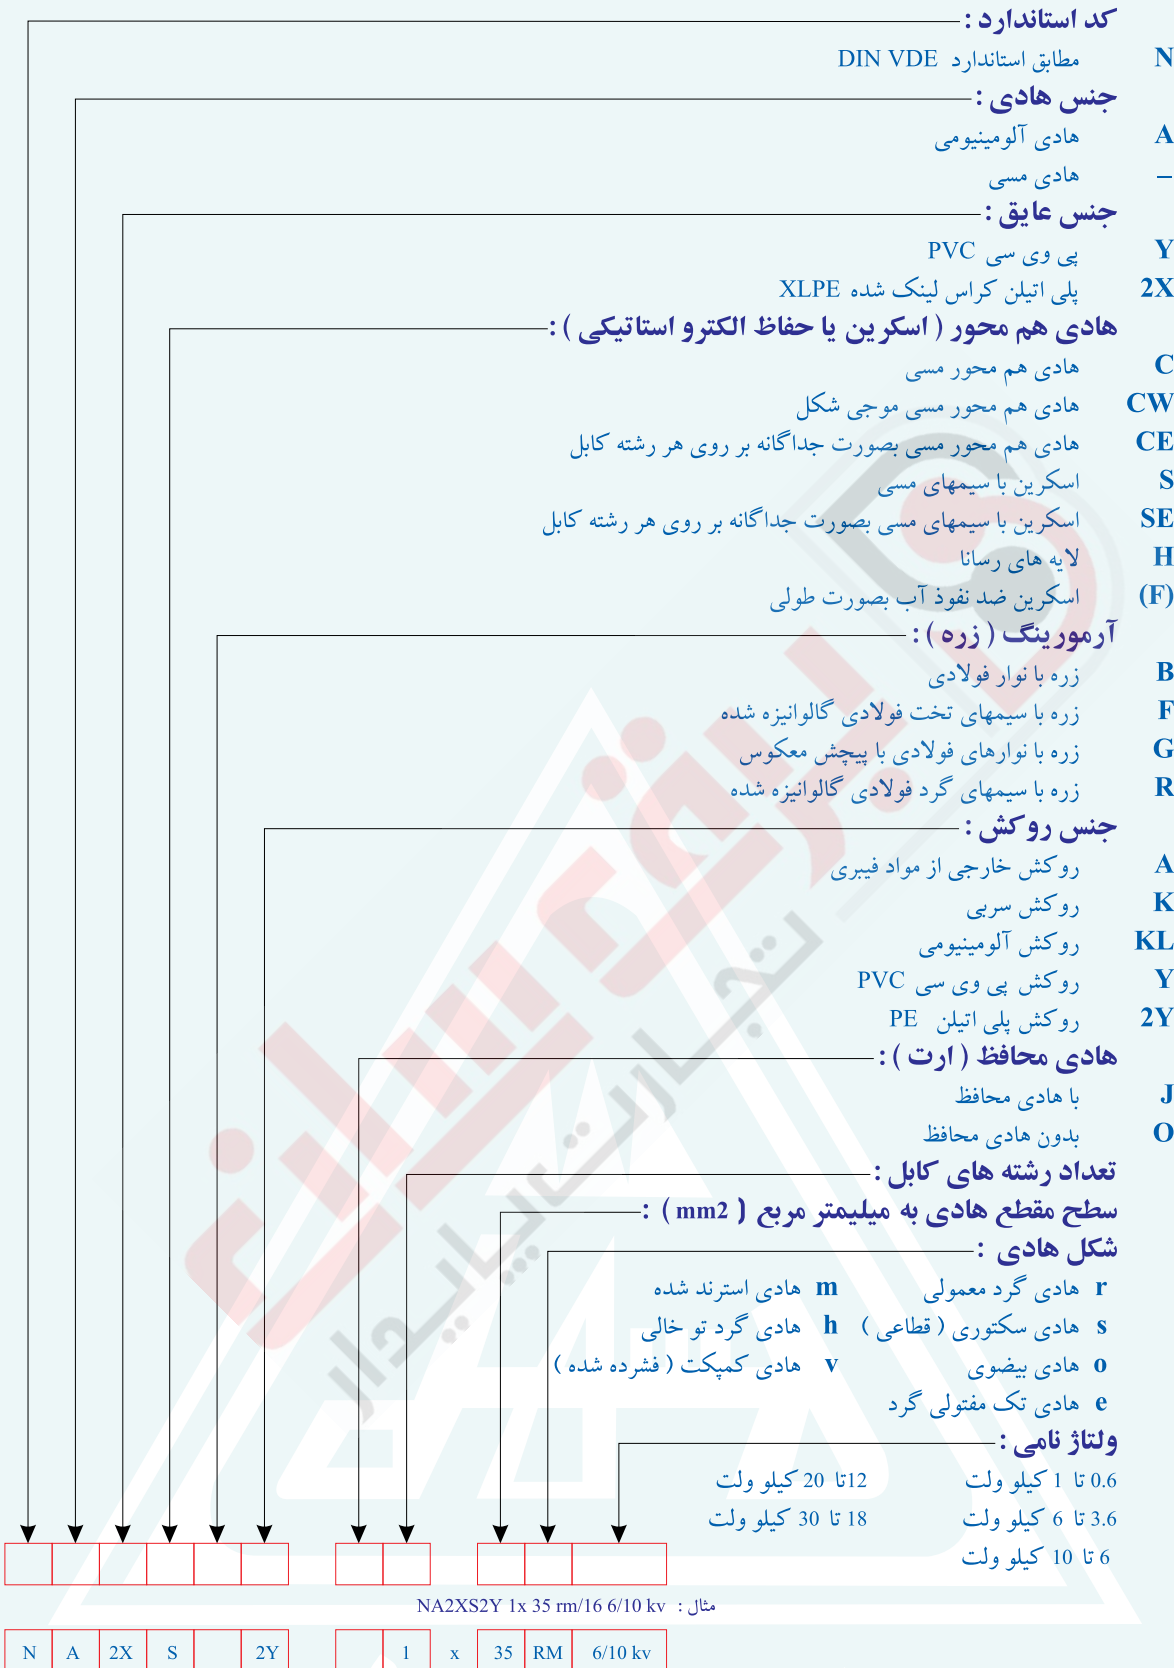 کد استاندارد :
N مطابق استاندارد DIN VDE
جنس هادی :
A هادی آلومینیومی
– هادی مسی
جنس عایق :
Y پی وی سی PVC
2X پلی اتیلن کراس لینک شده XLPE
هادی هم محور ( اسکرین یا حفاظ الکترو استاتیکی ) :
C هادی هم محور مسی
CW هادی هم محور مسی موجی شکل
CE هادی هم محور مسی بصورت جداگانه بر روی هر رشته کابل
S اسکرین با سیمهای مسی
SE اسکرین با سیمهای مسی بصورت جداگانه بر روی هر رشته کابل
H لایه های رسانا
(F) اسکرین ضد نفوذ آب بصورت طولی
آرمورینگ ( زره ) :
B زره با نوار فولادی
F زره با سیمهای تخت فولادی گالوانیزه شده
G زره با نوارهای فولادی با پیچش معکوس
R زره با سیمهای گرد فولادی گالوانیزه شده
جنس روکش :
A روکش خارجی از مواد فیبری
K روکش سربی
KL روکش آلومینیومی
Y روکش پی وی سی PVC
2Y روکش پلی اتیلن PE
هادی محافظ ( ارت ) :
J با هادی محافظ
O بدون هادی محافظ
تعداد رشته های کابل :
سطح مقطع هادی به میلیمتر مربع ( mm2 ) :
شکل هادی :
r هادی گرد معمولی m هادی استرند شده
s هادی سکتوری ( قطاعی ) h هادی گرد تو خالی
o هادی بیضوی v هادی کمپکت ( فشرده شده )
e هادی تک مفتولی گرد
ولتاژ نامی :
0.6 تا 1 کیلو ولت 12تا 20 کیلو ولت
3.6 تا 6 کیلو ولت 18 تا 30 کیلو ولت
6 تا 10 کیلو ولت
مثال : NA2XS2Y 1x 35 rm/16 6/10 kv
N A 2X S 2Y 1 x 35 RM 6/10 kv
برق سان
تجارت پایدار